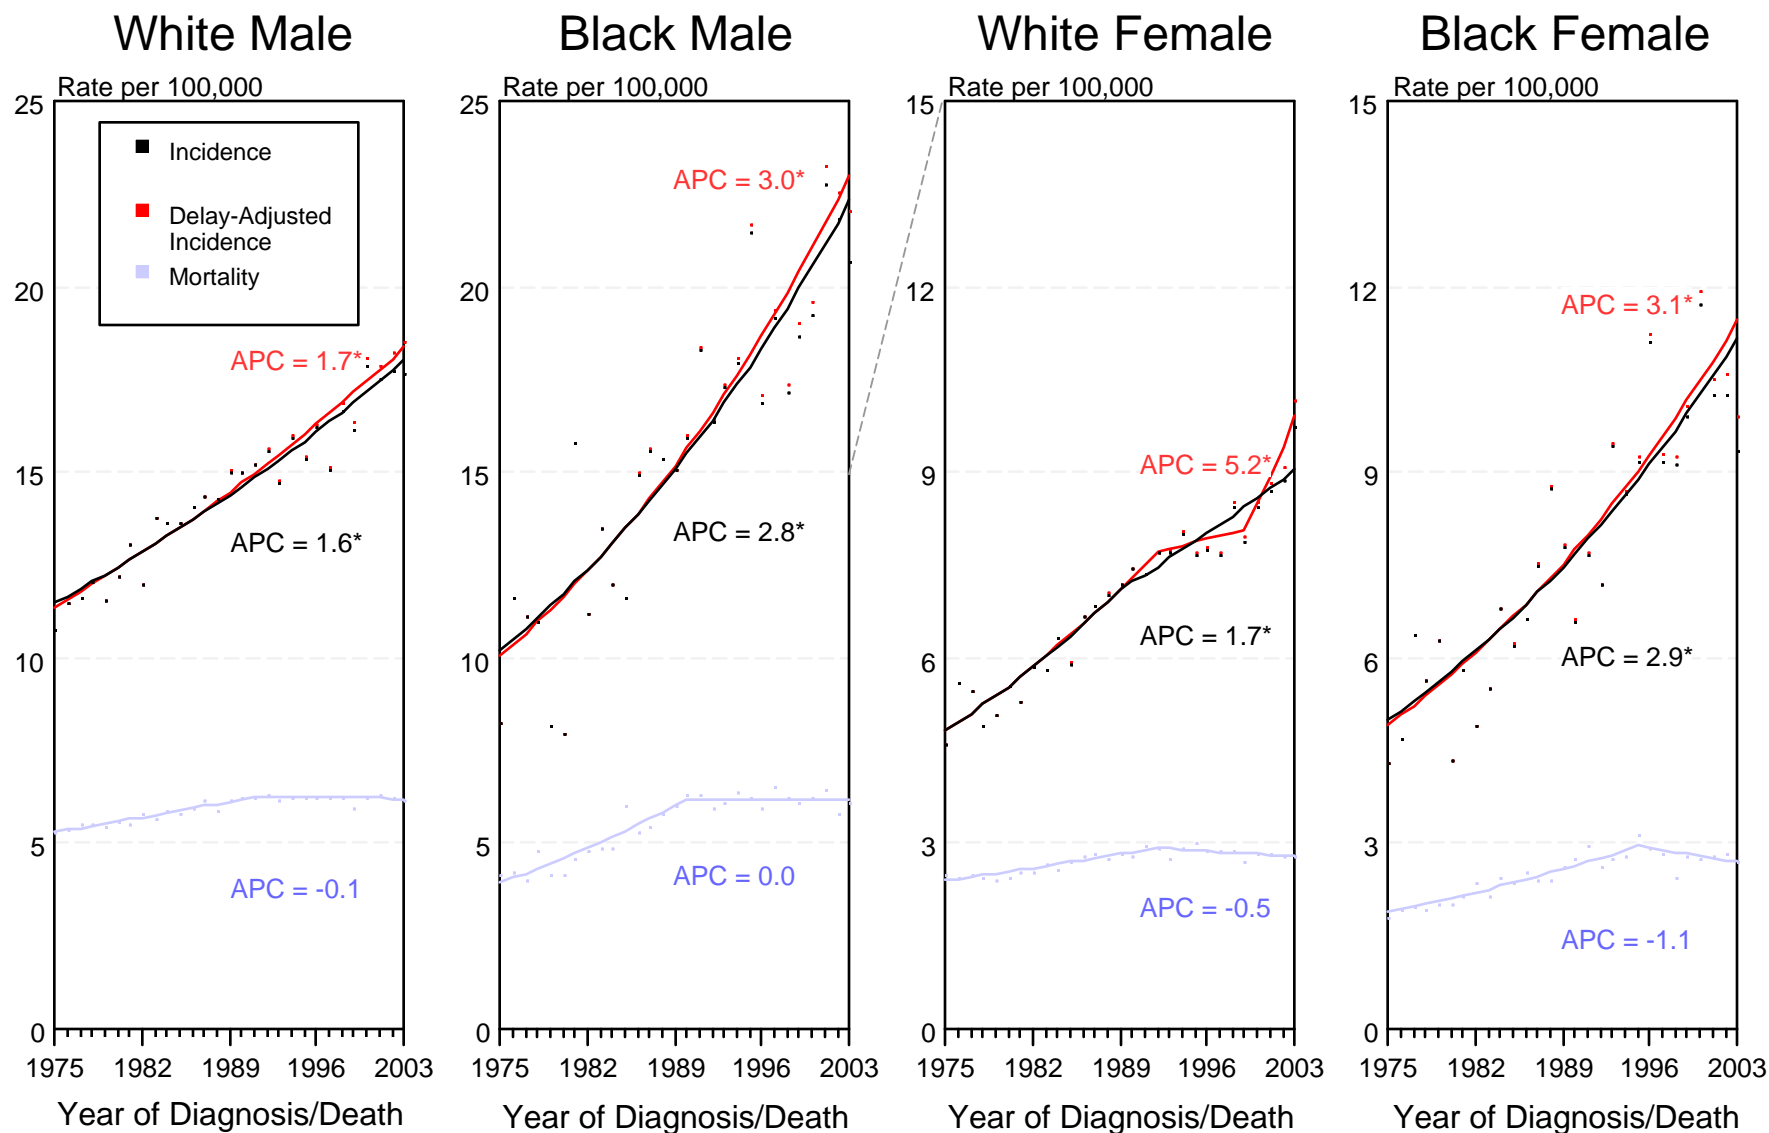 White Male
Black Male
White Female
Black Female
Rate per 100,000
Rate per 100,000
Rate per 100,000
Rate per 100,000
25
20
15
10
5
0
Incidence
Delay-Adjusted
Incidence
Mortality
APC = 1.7*
APC = 1.6*
APC = -0.1
1975 1982 1989 1996 2003
Year of Diagnosis/Death
25
20
15
10
5
0
APC = 3.0*
APC = 2.8*
APC = 0.0
1975 1982 1989 1996 2003
Year of Diagnosis/Death
15
12
9
6
3
0
APC = 5.2*
APC = 1.7*
APC = -0.5
1975 1982 1989 1996 2003
Year of Diagnosis/Death
15
12
9
6
3
0
APC = 3.1*
APC = 2.9*
APC = -1.1
1975 1982 1989 1996 2003
Year of Diagnosis/Death